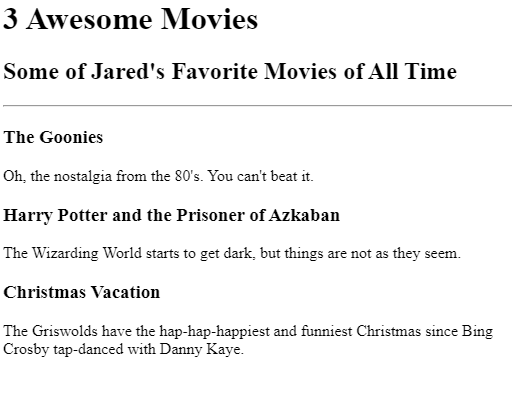 3 Awesome Movies
Some of Jared's Favorite Movies of All Time
The Goonies
Oh, the nostalgia from the 80's. You can't beat it.
Harry Potter and the Prisoner of Azkaban
The Wizarding World starts to get dark, but things are not as they seem.
Christmas Vacation
The Griswolds have the hap-hap-happiest and funniest Christmas since Bing
Crosby tap-danced with Danny Kaye.